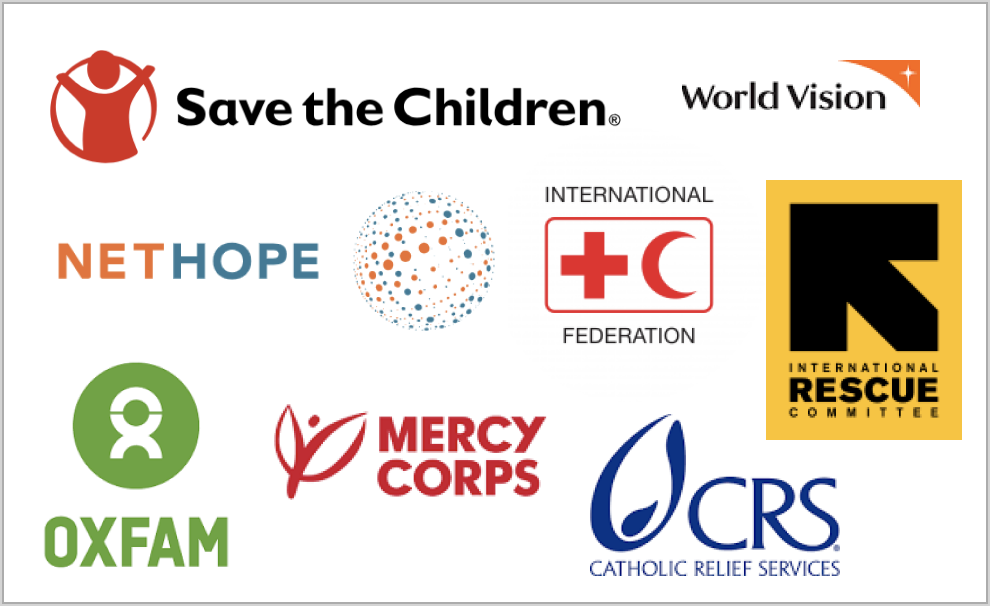 Save the Children®
World Vision
NETHOPE
INTERNATIONAL
FEDERATION
INTERNATIONAL
RESCUE
COMMITTEE
OXFAM
MERCY
CORPS
CRS
CATHOLIC RELIEF SERVICES